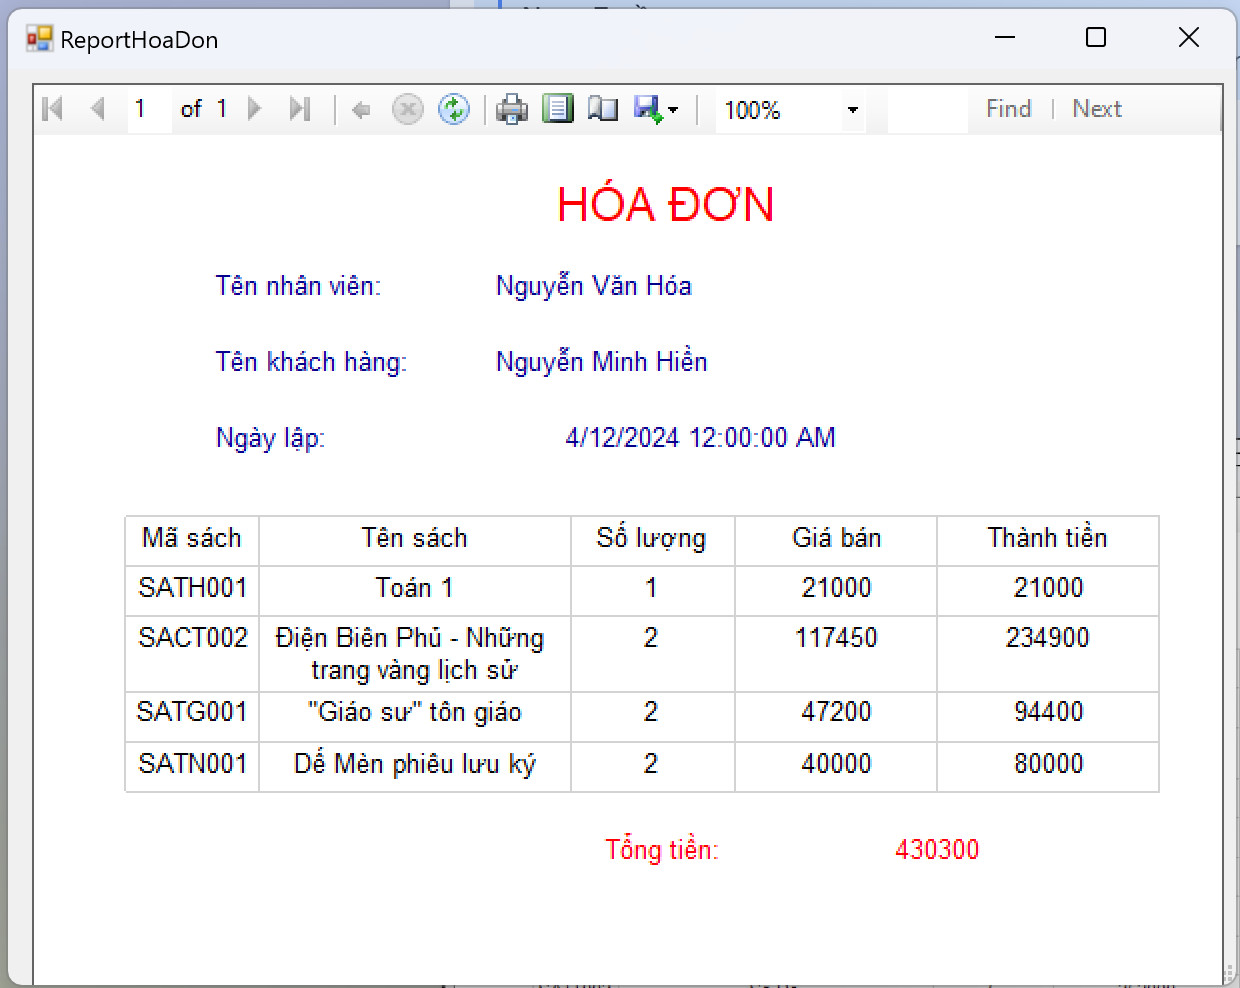 ReportHoaDon
1 of 1 100% Find | Next
HÓA ĐƠN
Tên nhân viên: Nguyễn Văn Hóa
Tên khách hàng: Nguyễn Minh Hiền
Ngày lập: 4/12/2024 12:00:00 AM
Mã sách Tên sách Số lượng Giá bán Thành tiền
SATH001 Toán 1 1 21000 21000
SACT002 Điện Biên Phủ - Những 2 117450 234900
trang vàng lịch sử
SATG001 "Giáo sư" tôn giáo 2 47200 94400
SATN001 Dế Mèn phiêu lưu ký 2 40000 80000
Tổng tiền: 430300